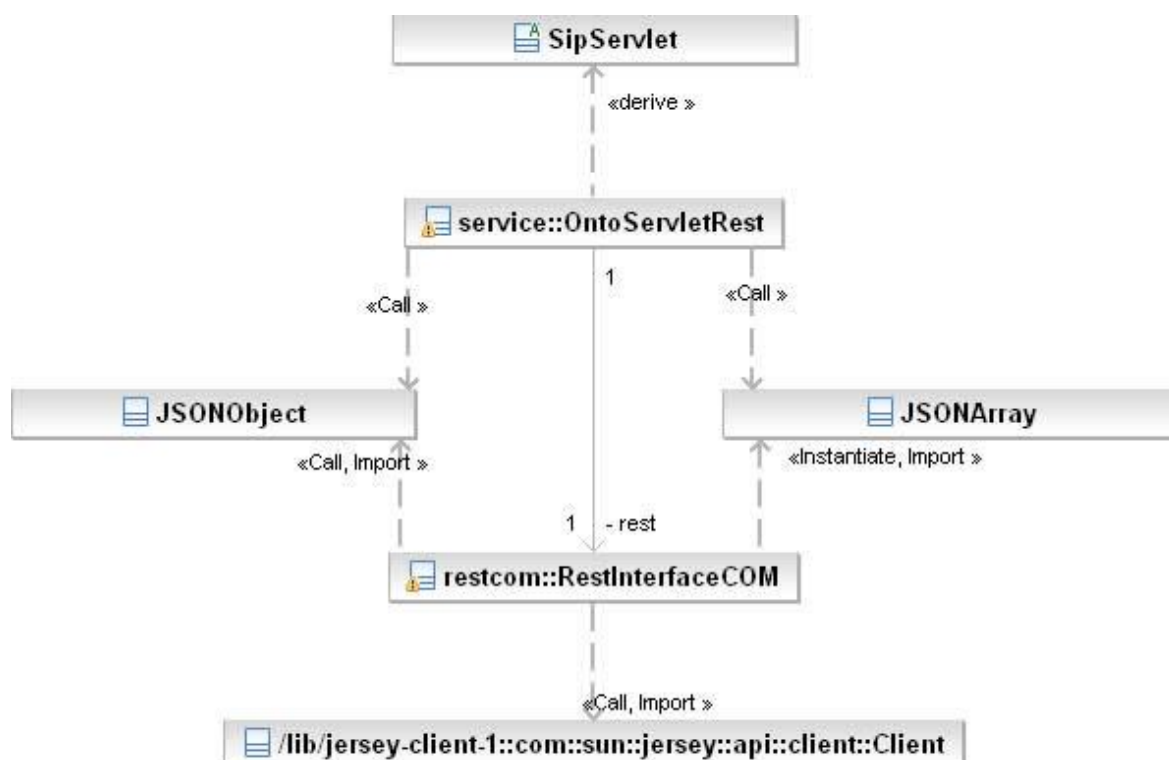 SipServlet
«derive »
service::OntoServletRest
1
«Call »
«Call »
JSONObject
JSONArray
«Call, Import »
«Instantiate, Import »
1
- rest
restcom::RestInterfaceCOM
«Call, Import »
/lib/jersey-client-1::com::sun::jersey::api::client::Client